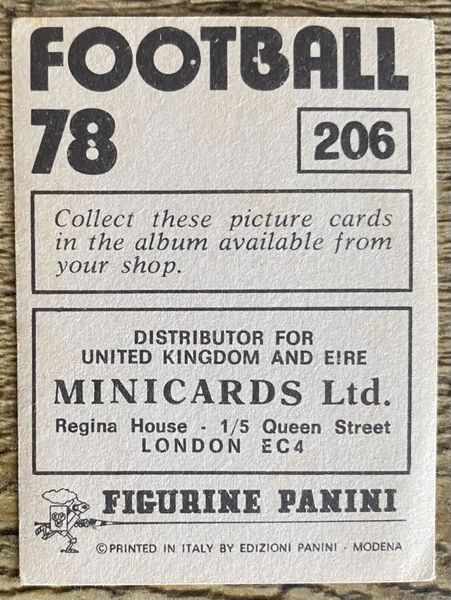 FOOTBALL
78
206
Collect these picture cards
in the album available from
your shop.
DISTRIBUTOR FOR
UNITED KINGDOM AND EIRE
MINICARDS Ltd.
Regina House - 1/5 Queen Street
LONDON EC4
FIGURINE PANINI
© PRINTED IN ITALY BY EDIZIONI PANINI - MODENA